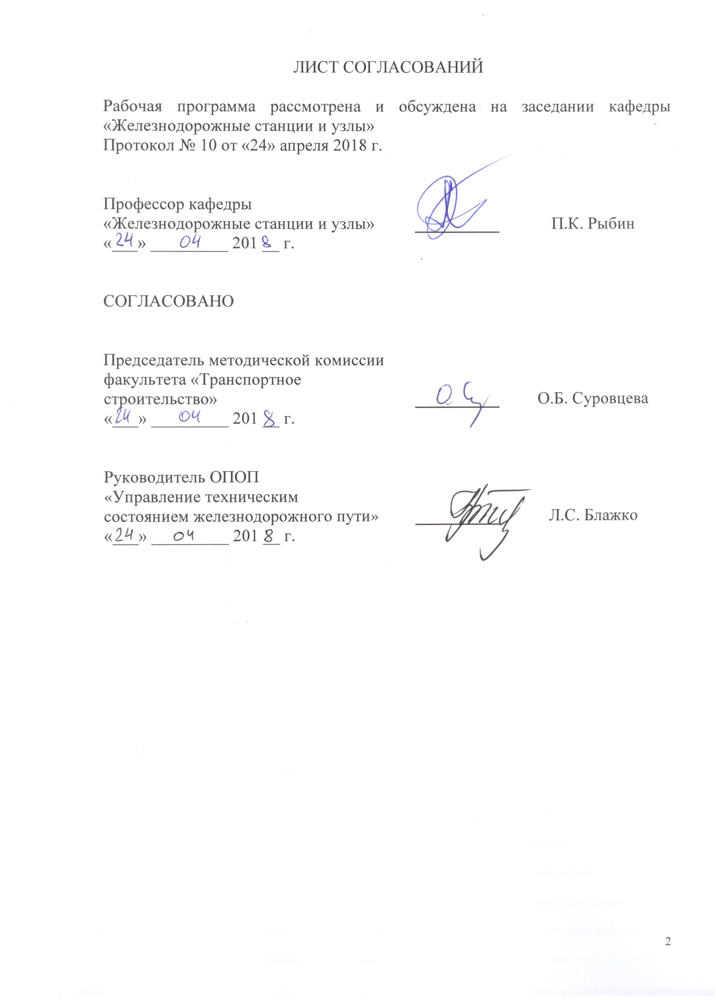 ЛИСТ СОГЛАСОВАНИЙ
Рабочая программа рассмотрена и обсуждена на заседании кафедры
«Железнодорожные станции и узлы»
Протокол № 10 от «24» апреля 2018 г.
Профессор кафедры
«Железнодорожные станции и узлы» П.К. Рыбин
«24» 04 2018 г.
СОГЛАСОВАНО
Председатель методической комиссии
факультета «Транспортное
строительство» О.Б. Суровцева
«24» 04 2018 г.
Руководитель ОПОП
«Управление техническим
состоянием железнодорожного пути» Л.С. Блажко
«24» 04 2018 г.
2